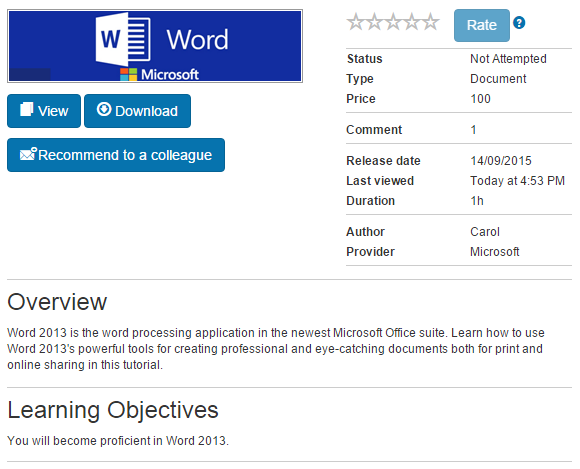 W Word
Microsoft
View
Download
Recommend to a colleague
Rate
?
Status Not Attempted
Type Document
Price 100
Comment 1
Release date 14/09/2015
Last viewed Today at 4:53 PM
Duration 1h
Author Carol
Provider Microsoft
Overview
Word 2013 is the word processing application in the newest Microsoft Office suite. Learn how to use
Word 2013's powerful tools for creating professional and eye-catching documents both for print and
online sharing in this tutorial.
Learning Objectives
You will become proficient in Word 2013.